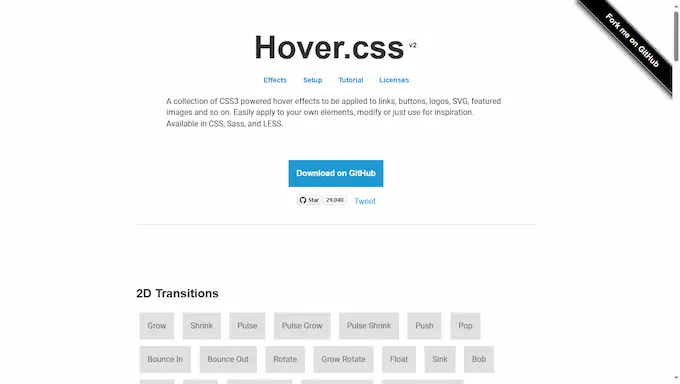 Fork me on GitHub
Hover.css v2
Effects Setup Tutorial Licenses
A collection of CSS3 powered hover effects to be applied to links, buttons, logos, SVG, featured
images and so on. Easily apply to your own elements, modify or just use for inspiration.
Available in CSS, Sass, and LESS.
Download on GitHub
Star 29,040 Tweet
2D Transitions
Grow Shrink Pulse Pulse Grow Pulse Shrink Push Pop
Bounce In Bounce Out Rotate Grow Rotate Float Sink Bob